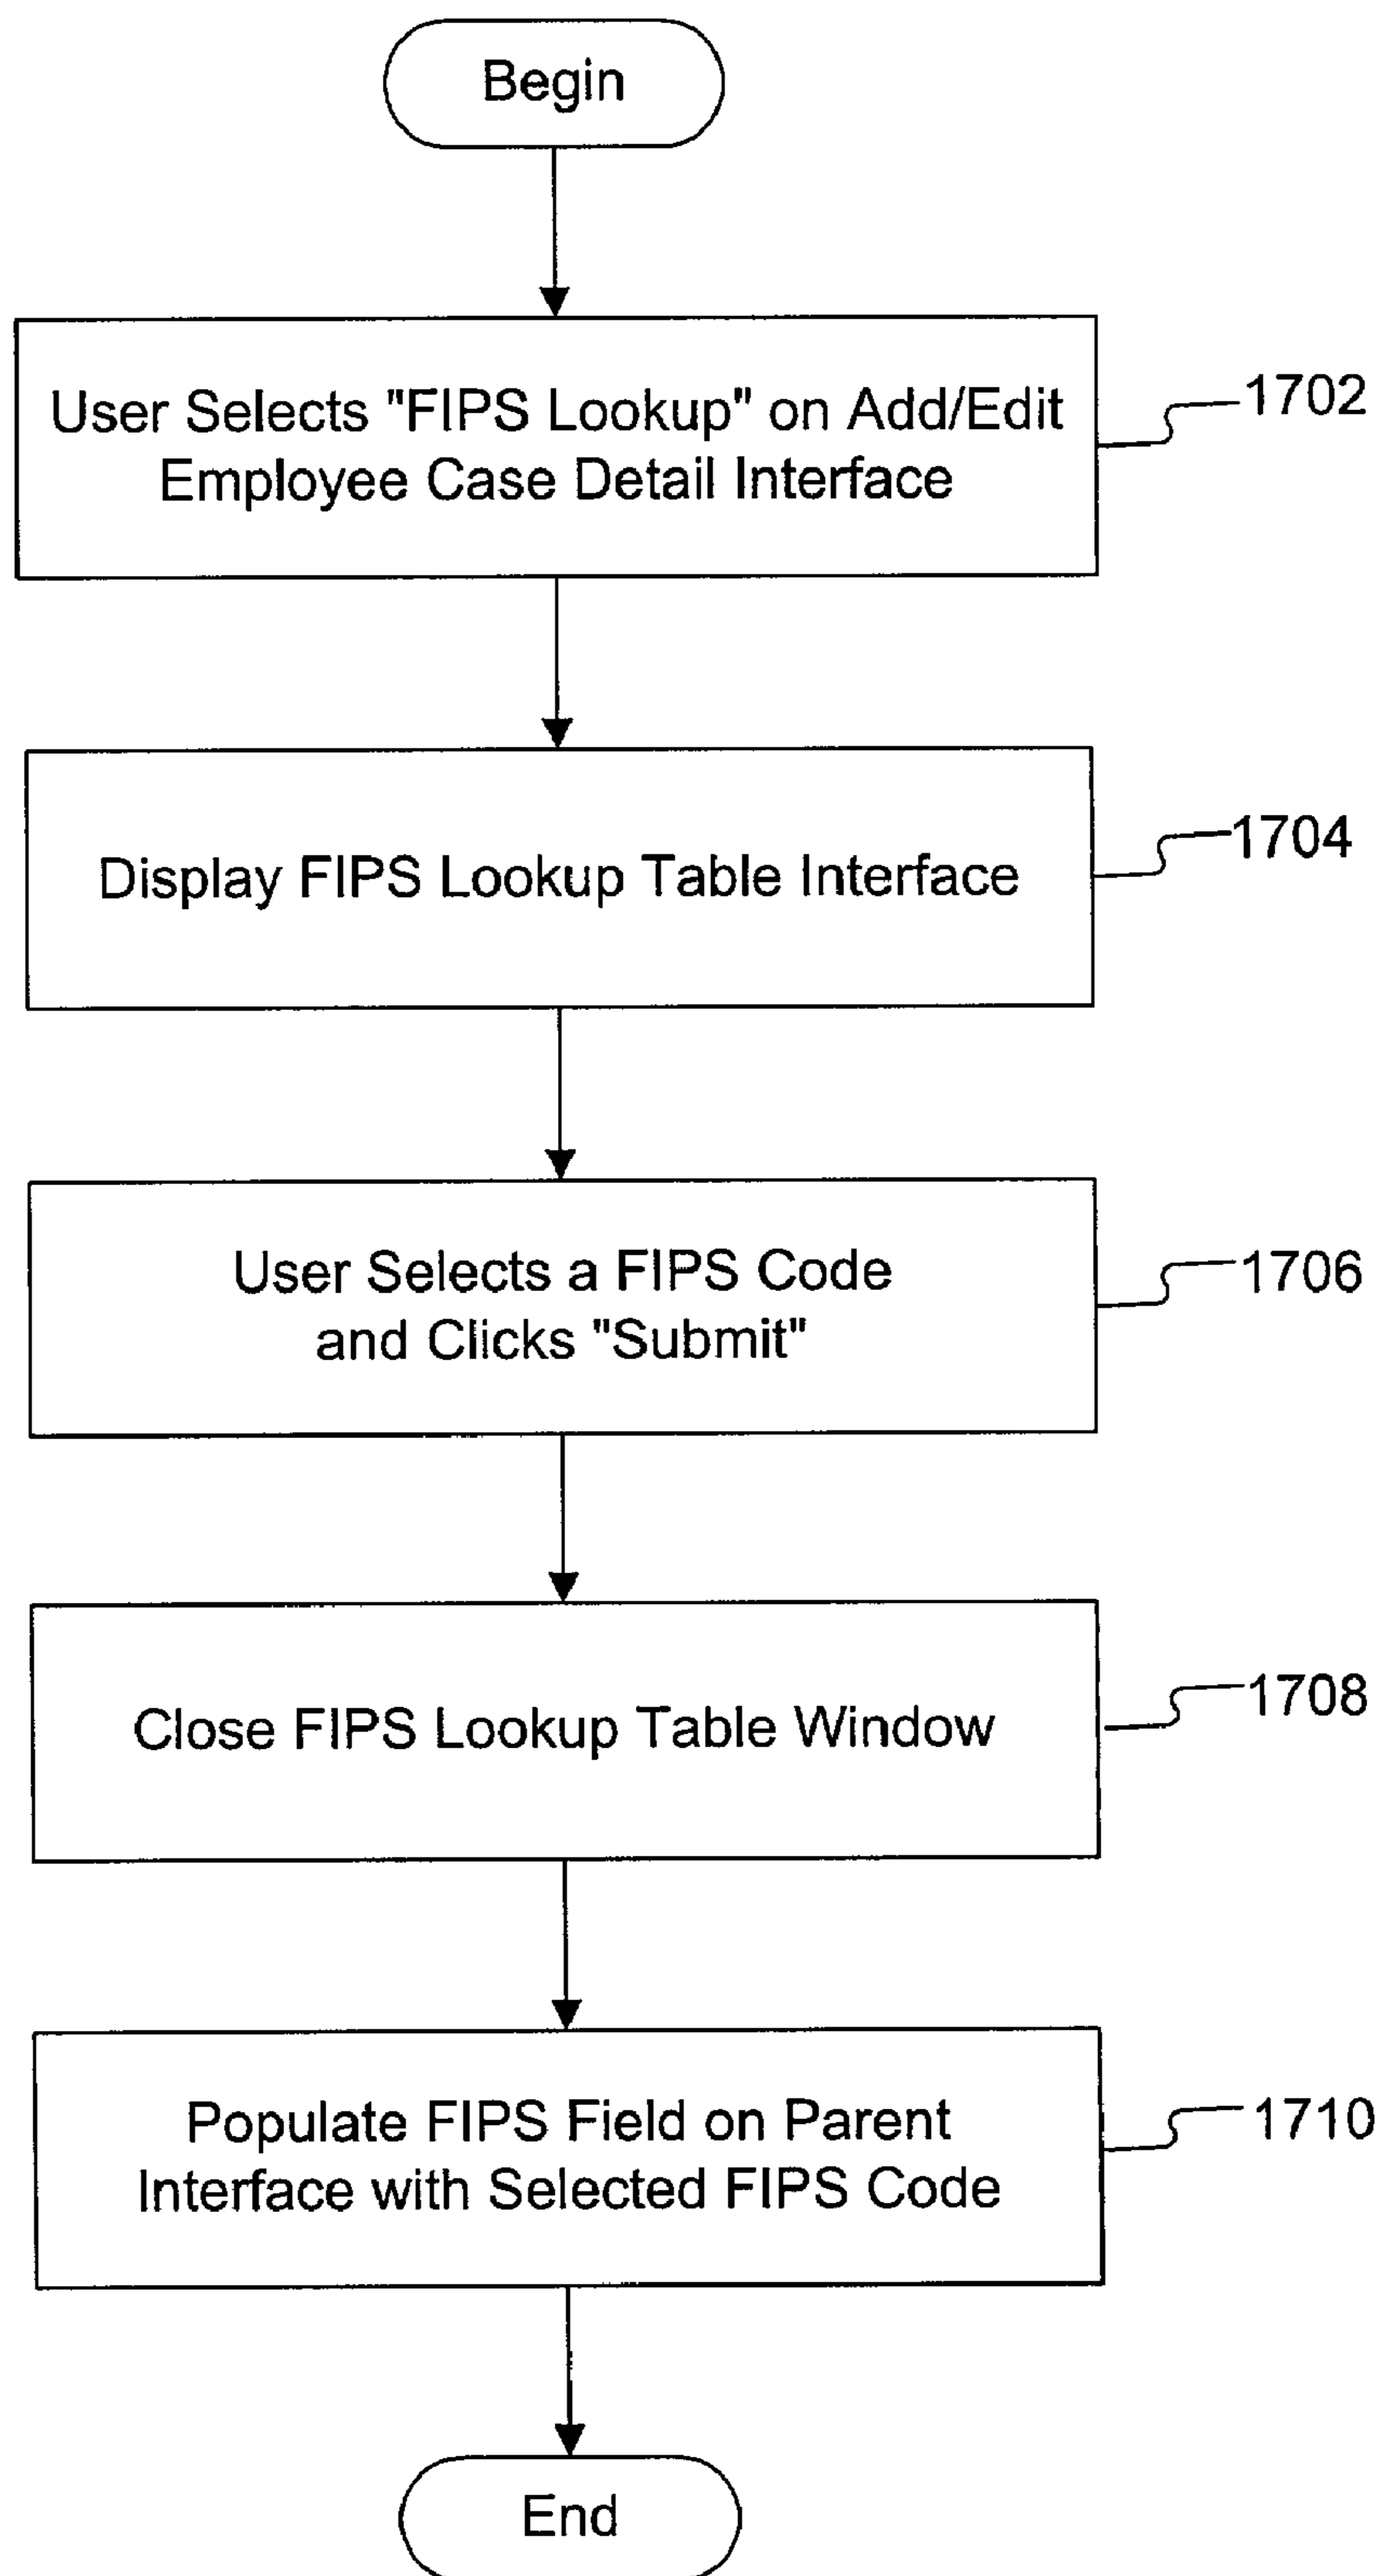 Begin
User Selects "FIPS Lookup" on Add/Edit
Employee Case Detail Interface
1702
Display FIPS Lookup Table Interface
1704
User Selects a FIPS Code
and Clicks "Submit"
1706
Close FIPS Lookup Table Window
1708
Populate FIPS Field on Parent
Interface with Selected FIPS Code
1710
End